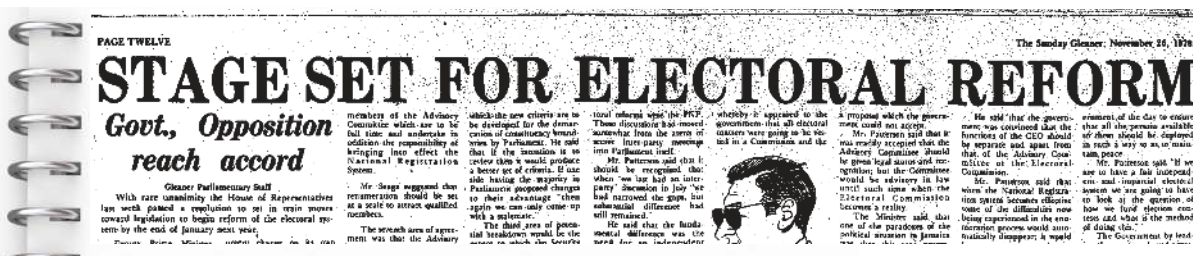 PAGE TWELVE
The Sunday Gleaner, November 26, 1978
STAGE SET FOR ELECTORAL REFORM
Govt., Opposition
reach accord
Gleaner Parliamentary Staff
With rare unanimity the House of Representatives
last week passed a resolution to set in train moves
toward legislation to begin reform of the electoral sys-
tem by the end of January next year.
Deputy Prime Minister
members of the Advisory
Committee which are to be
full time and undertake in
addition the responsibility of
bringing into effect the
National Registration
System.
Mr. Seaga suggested that
remuneration should be set
at a scale to attract qualified
members.
The seventh area of agree-
ment was that the Advisory
which the new criteria are to
be developed for the demar-
cation of constituency bound-
aries by Parliament. He said
that if the intention is to
review then it would produce
a better set of criteria. If one
side having the majority in
Parliament proposed changes
to their advantage "then
again we can only come up
with a stalemate."
The third area of poten-
tial breakdown would be the
extent to which the Security
toral reforms were the PNP.
These discussions had moved
somewhat from the arena of
secret inter-party meetings
into Parliament itself.
Mr. Patterson said that it
should be recognised that
when "we last had an inter-
party" discussion in July "we
had narrowed the gaps, but
substantial difference had
still remained."
He said that the funda-
mental difference was the
need for an independent
whereby it appeared to the
government that all electoral
matters were going to be ves-
ted in a Commission and the
a proposal which the govern-
ment could not accept.
Mr. Patterson said that it
was readily accepted that the
Advisory Committee should
be given legal status and rec-
ognition; but the Committee
would be advisory in law
until such time when the
Electoral Commission
becomes a reality.
The Minister said that
one of the paradoxes of the
political situation in Jamaica
He said that the govern-
ment was convinced that the
functions of the CEO should
be separate and apart from
that of the Advisory Com-
mittee or the Electoral
Commission.
Mr. Patterson said that
when the National Registra-
tion system becomes effective
some of the difficulties now
being experienced in the enu-
meration process would auto-
matically disappear; it would
ernment of the day to ensure
that all the permits available
to them should be deployed
in such a way so as to main-
tain peace.
Mr. Patterson said "If we
are to have a fair independ-
ent and impartial electoral
system we are going to have
to look at the question of
how we fund election con-
tests and what is the method
of doing this."
The Government by lead-